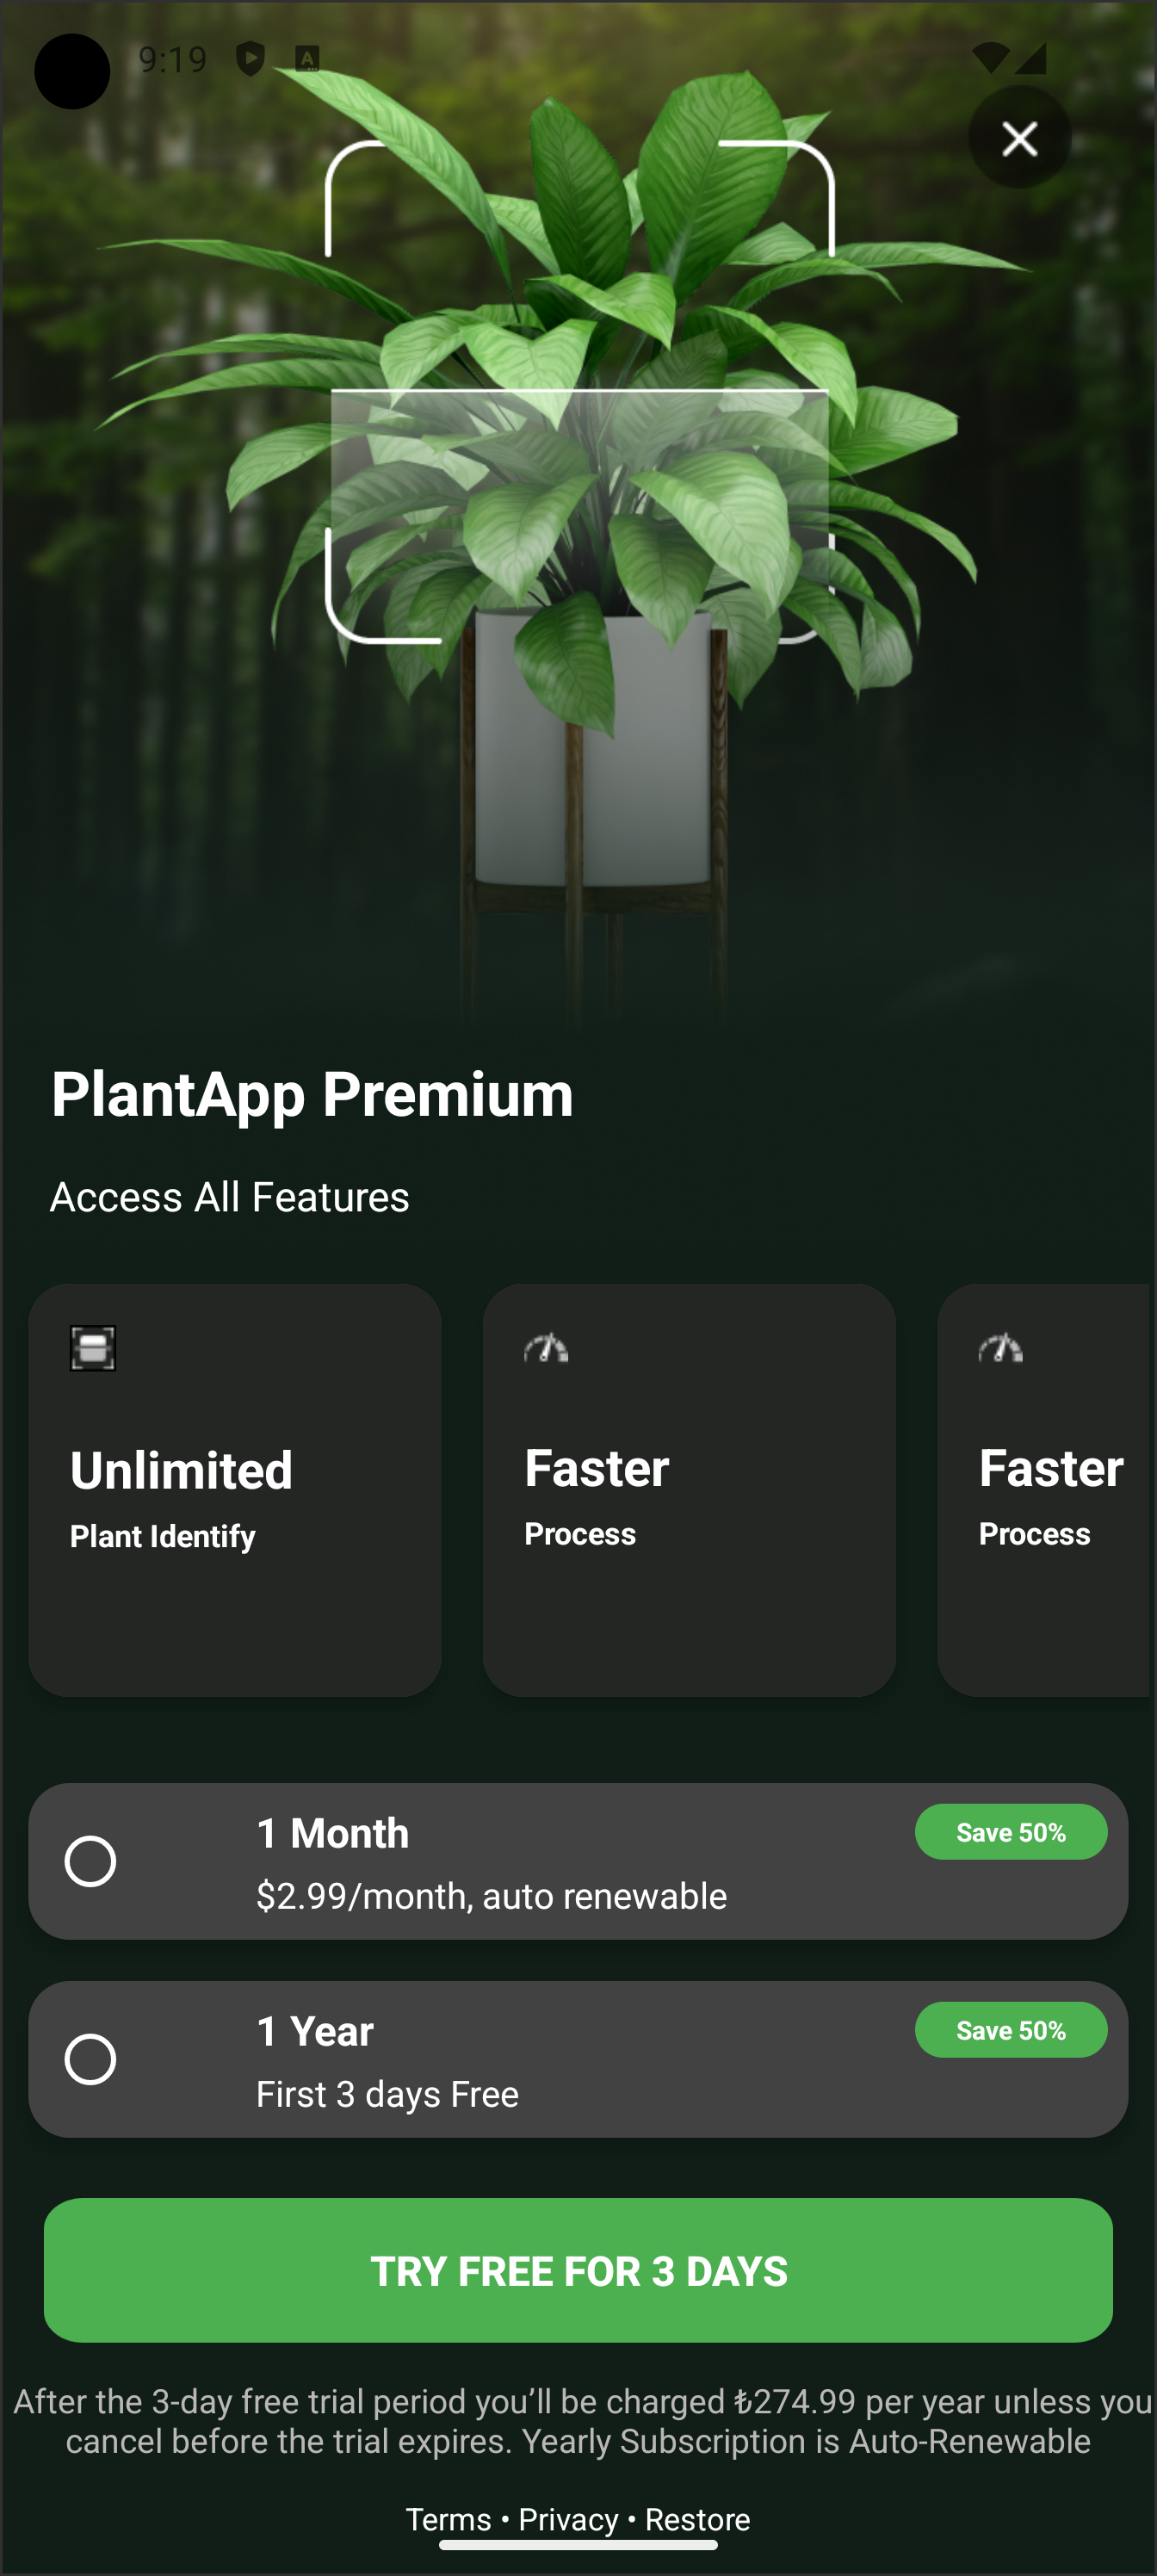 9:19
PlantApp Premium
Access All Features
Unlimited
Plant Identify
Faster
Process
Faster
Process
1 Month
$2.99/month, auto renewable
Save 50%
1 Year
First 3 days Free
Save 50%
TRY FREE FOR 3 DAYS
After the 3-day free trial period you’ll be charged ₺274.99 per year unless you
cancel before the trial expires. Yearly Subscription is Auto-Renewable
Terms • Privacy • Restore